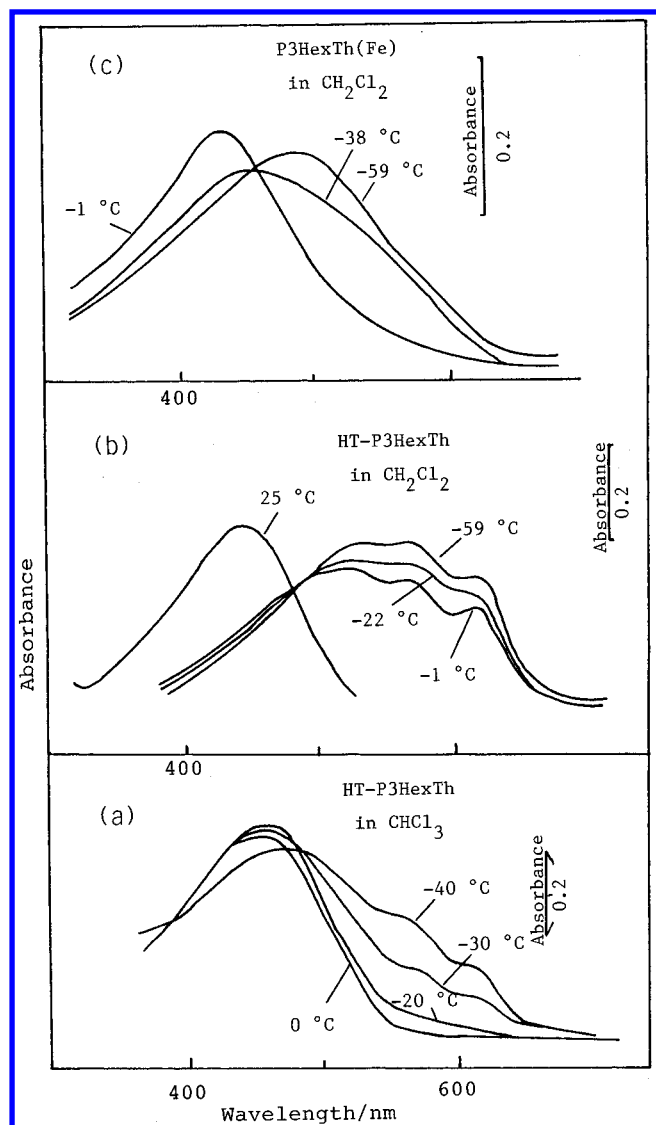 (c)
P3HexTh(Fe)
in CH2Cl2
Absorbance
0.2
-38 °C
-59 °C
-1 °C
400
(b)
HT-P3HexTh
in CH2Cl2
Absorbance
0.2
25 °C
-59 °C
-22 °C
-1 °C
Absorbance
400
(a)
HT-P3HexTh
in CHCl3
Absorbance
0.2
-40 °C
-30 °C
-20 °C
0 °C
400
600
Wavelength/nm